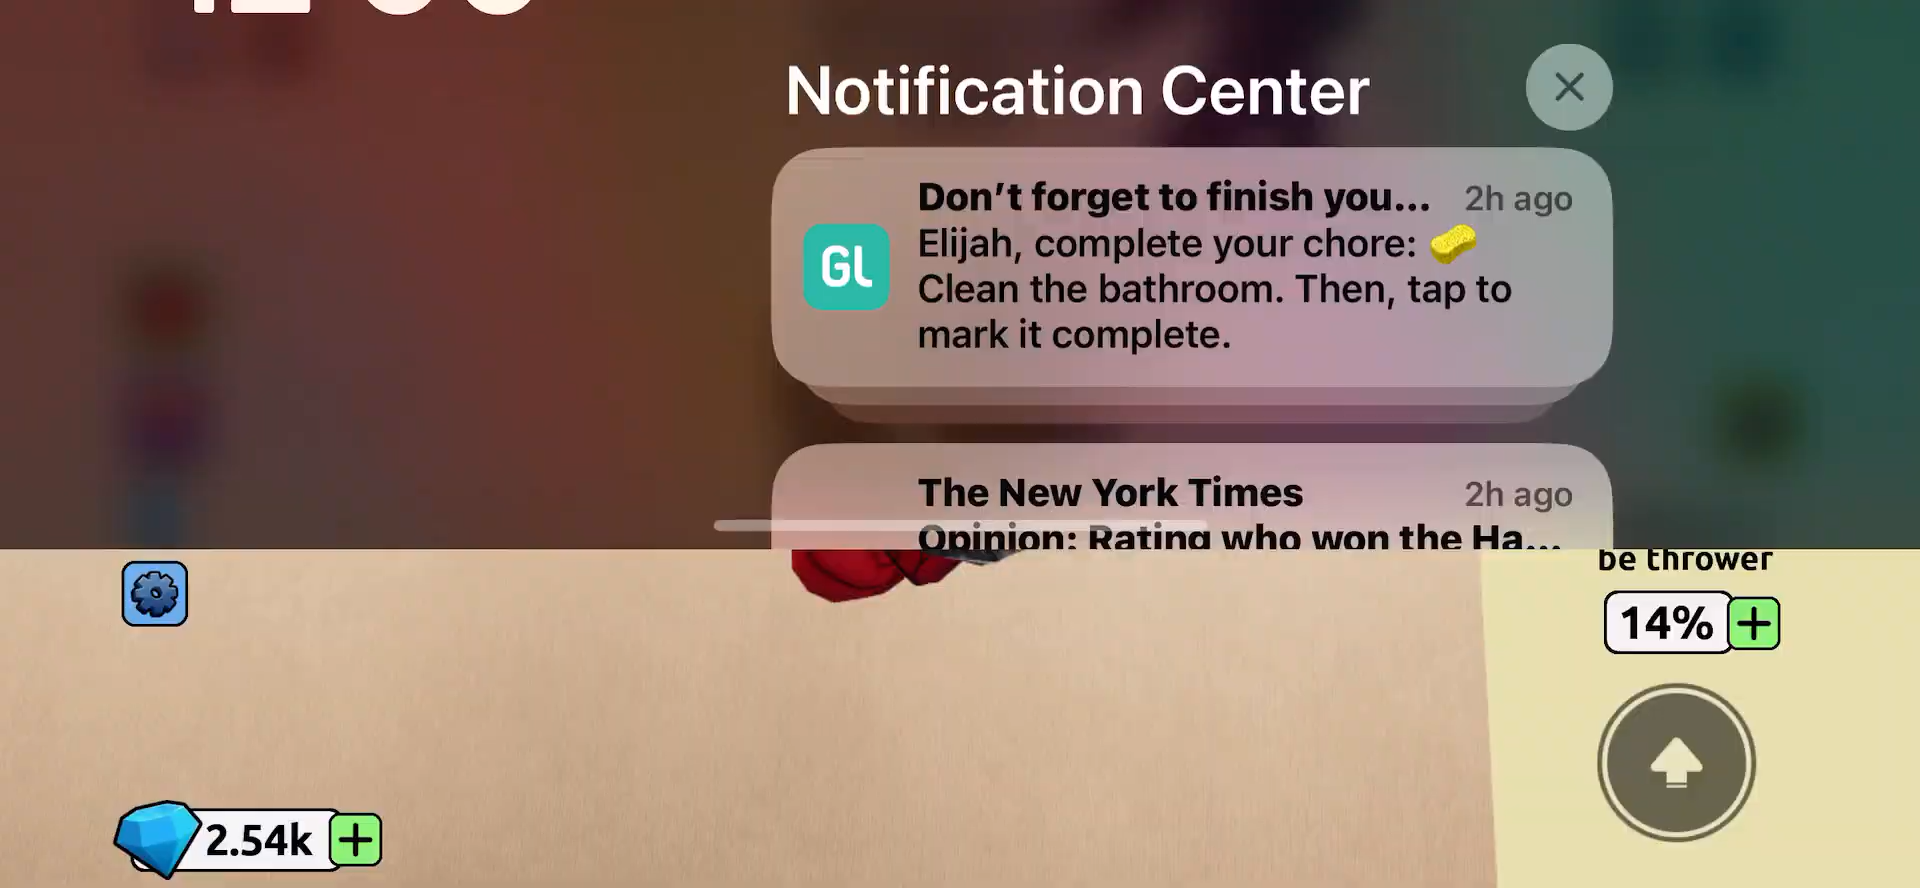 Notification Center
Don’t forget to finish you...
2h ago
GL
Elijah, complete your chore: 🧽
Clean the bathroom. Then, tap to
mark it complete.
The New York Times
2h ago
Opinion: Rating who won the Ha...
be thrower
14%
2.54k